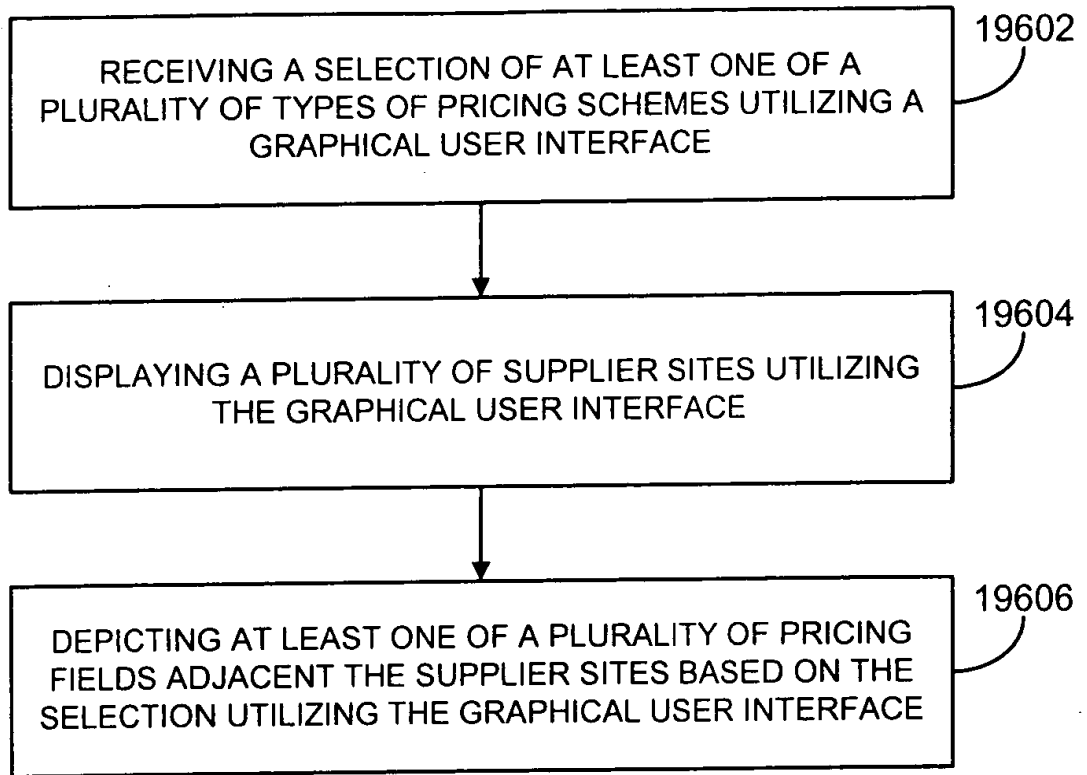 19602
RECEIVING A SELECTION OF AT LEAST ONE OF A
PLURALITY OF TYPES OF PRICING SCHEMES UTILIZING A
GRAPHICAL USER INTERFACE
19604
DISPLAYING A PLURALITY OF SUPPLIER SITES UTILIZING
THE GRAPHICAL USER INTERFACE
19606
DEPICTING AT LEAST ONE OF A PLURALITY OF PRICING
FIELDS ADJACENT THE SUPPLIER SITES BASED ON THE
SELECTION UTILIZING THE GRAPHICAL USER INTERFACE